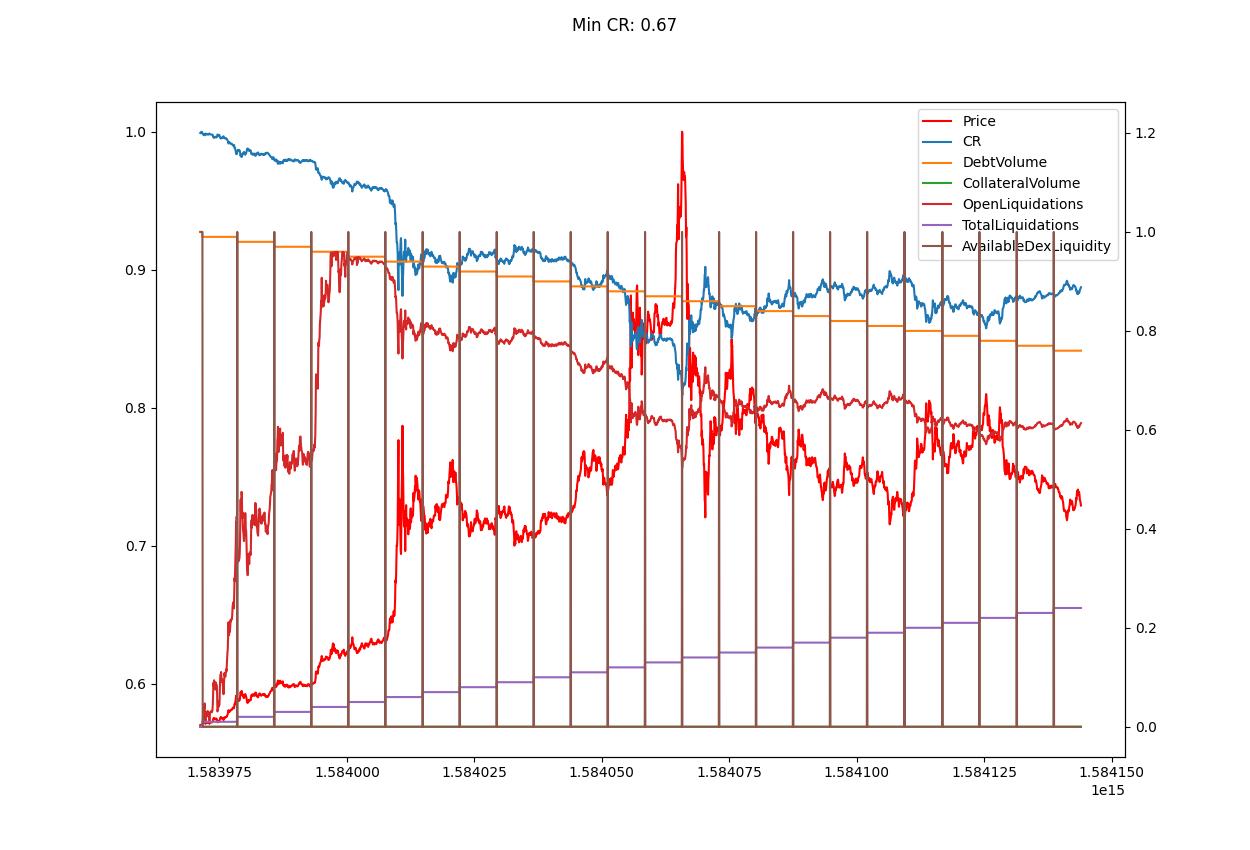 Min CR: 0.67
Price
CR
DebtVolume
CollateralVolume
OpenLiquidations
TotalLiquidations
AvailableDexLiquidity
1.0
0.9
0.8
0.7
0.6
1.2
1.0
0.8
0.6
0.4
0.2
0.0
1.583975 1.584000 1.584025 1.584050 1.584075 1.584100 1.584125 1.584150
1e15